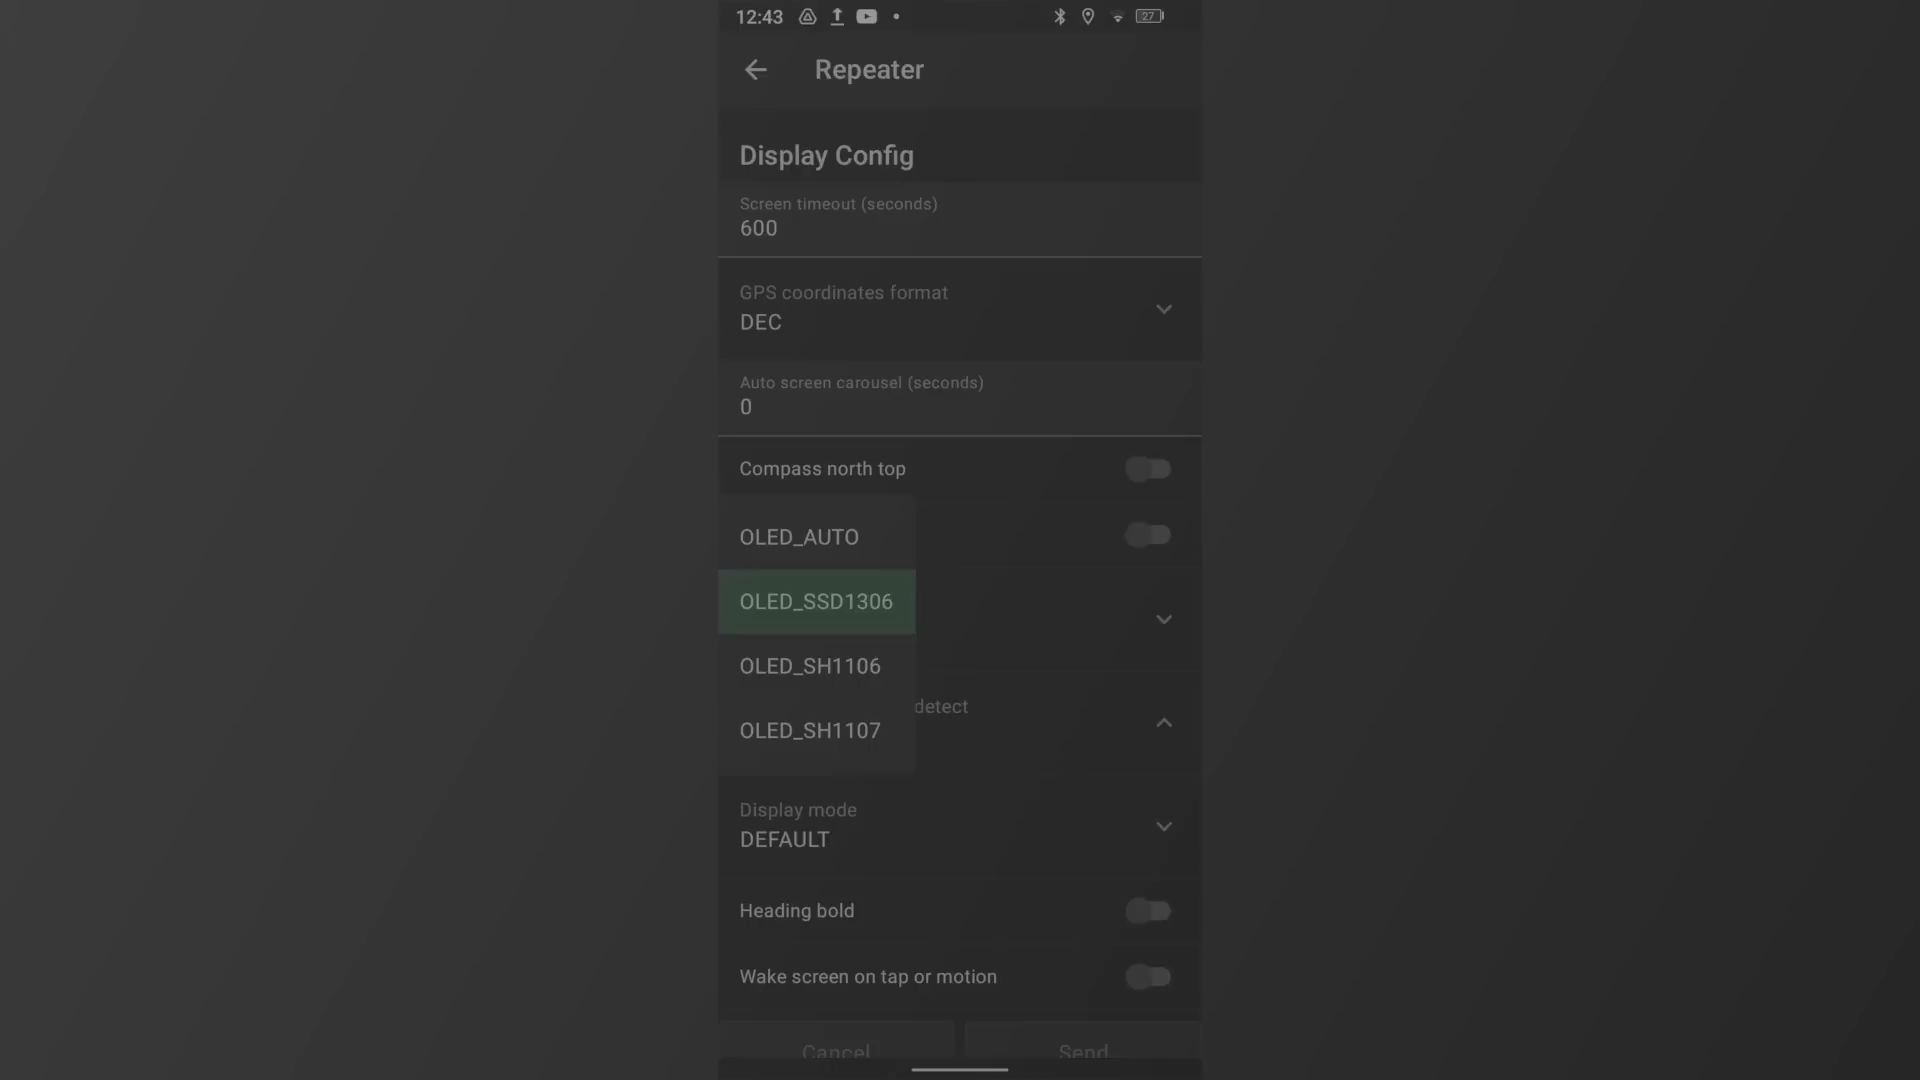 12:43
27
Repeater
Display Config
Screen timeout (seconds)
600
GPS coordinates format
DEC
Auto screen carousel (seconds)
0
Compass north top
OLED_AUTO
OLED_SSD1306
OLED_SH1106
detect
OLED_SH1107
Display mode
DEFAULT
Heading bold
Wake screen on tap or motion
Cancel
Send